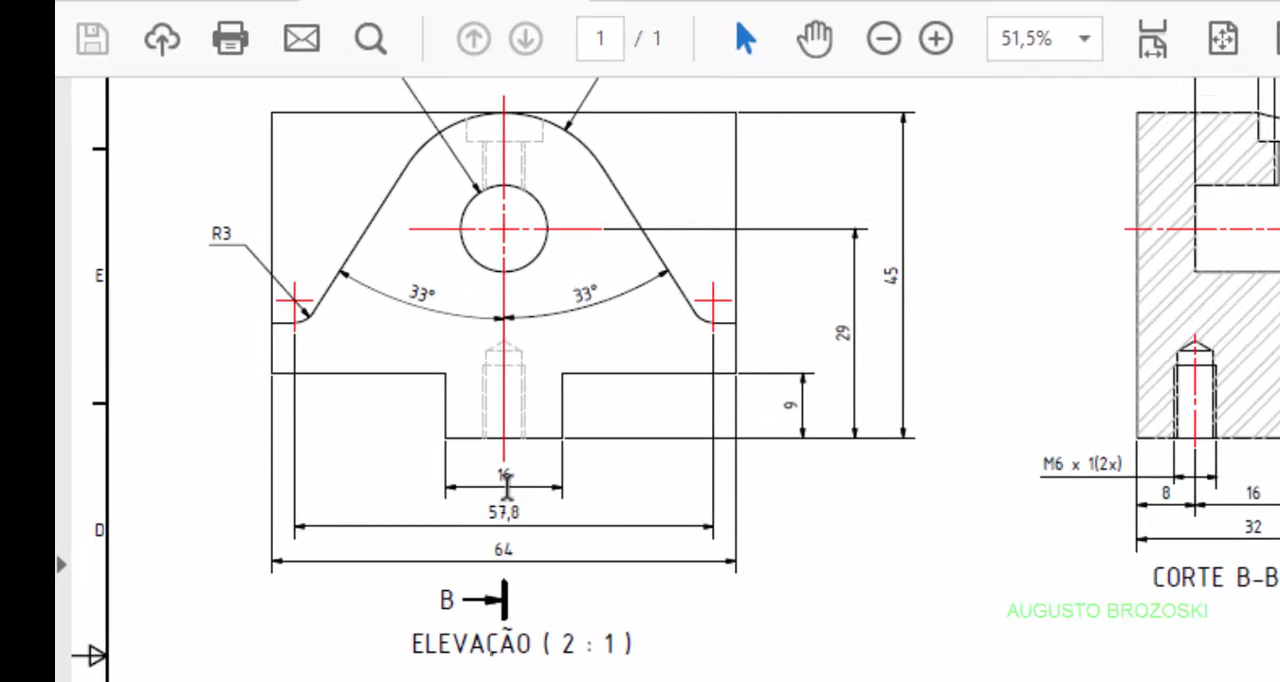 1 / 1
51,5%
R3
33°
33°
E
45
29
9
16
57,8
64
D
B
ELEVAÇÃO ( 2 : 1 )
M6 x 1(2x)
8
16
32
CORTE B-B
AUGUSTO BROZOSKI